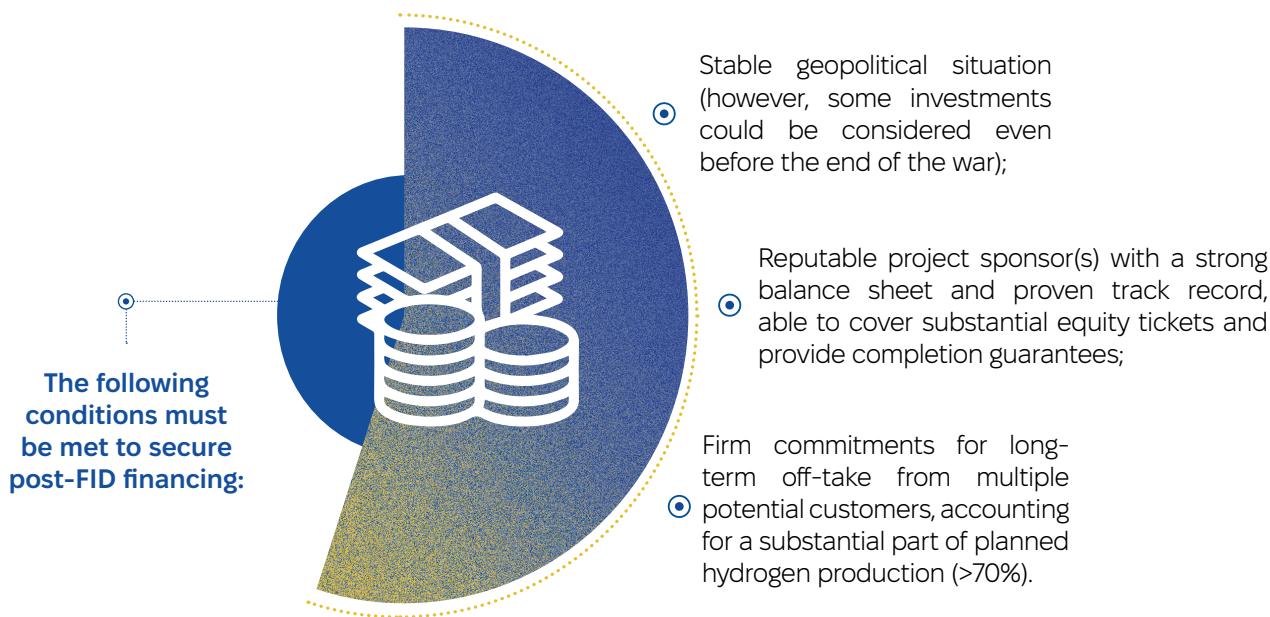 The following
conditions must
be met to secure
post-FID financing:
Stable geopolitical situation
(however, some investments
could be considered even
before the end of the war);
Reputable project sponsor(s) with a strong
balance sheet and proven track record,
able to cover substantial equity tickets and
provide completion guarantees;
Firm commitments for long-
term off-take from multiple
potential customers, accounting
for a substantial part of planned
hydrogen production (>70%).